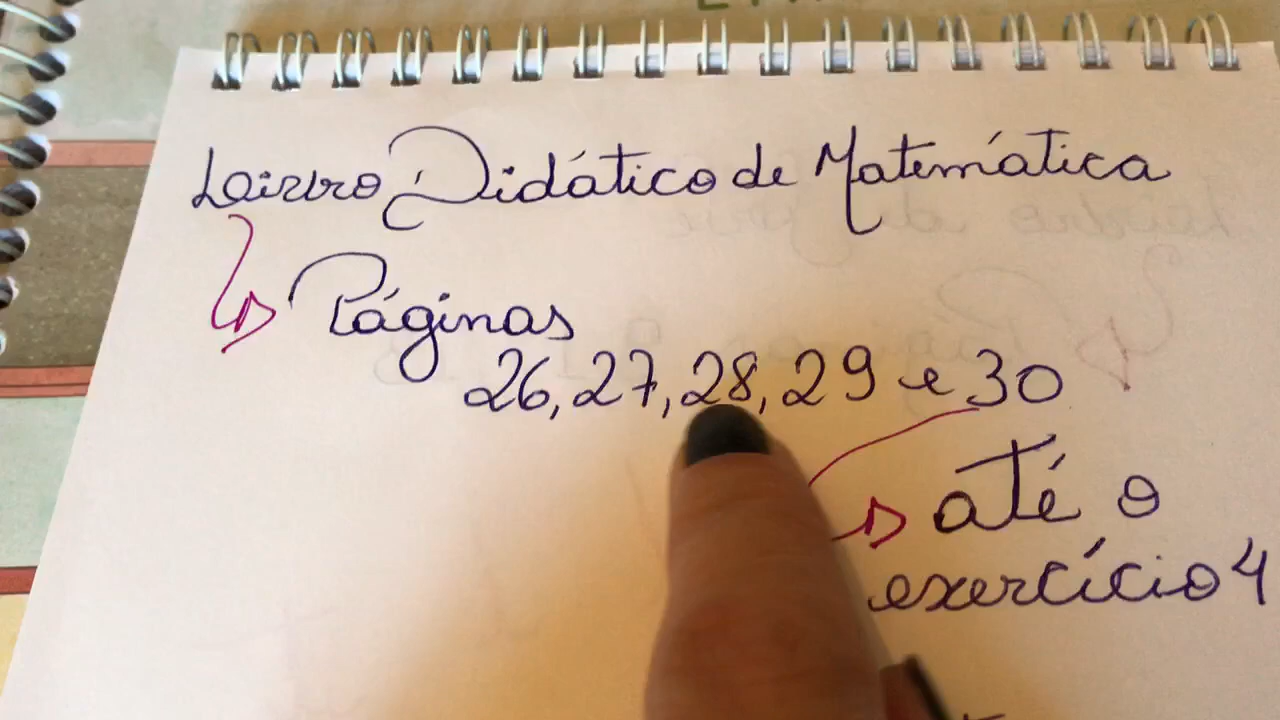 Livro Didático de Matemática
Páginas
26, 27, 28, 29 e 30
até o
exercício 4